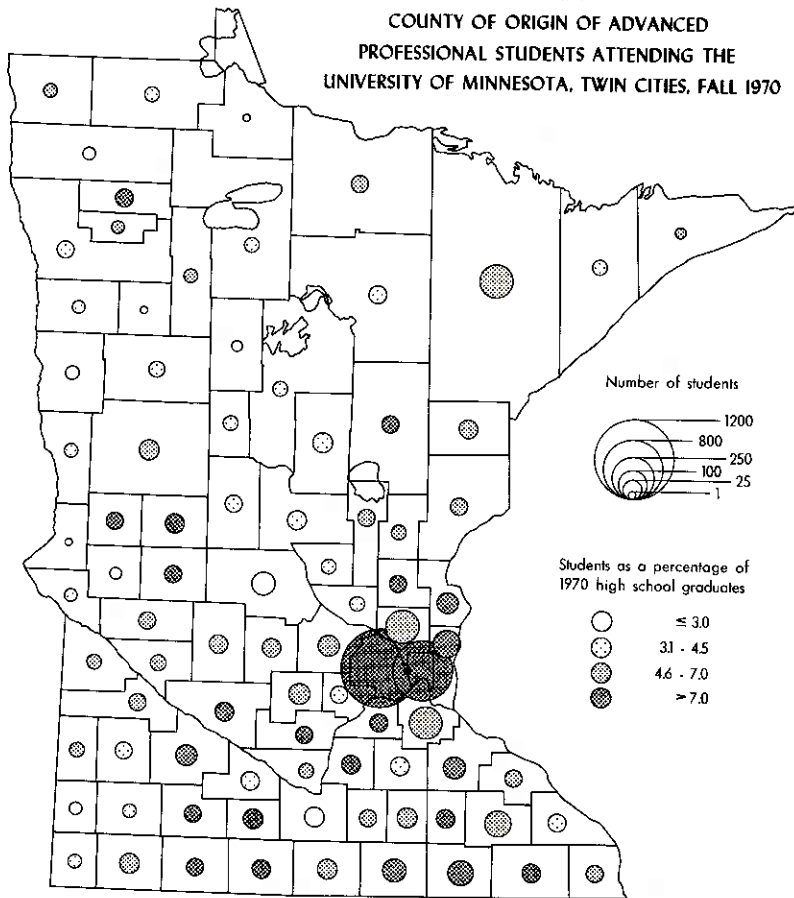 COUNTY OF ORIGIN OF ADVANCED
PROFESSIONAL STUDENTS ATTENDING THE
UNIVERSITY OF MINNESOTA, TWIN CITIES, FALL 1970
Number of students
1200
800
250
100
25
1
Students as a percentage of
1970 high school graduates
≤ 3.0
3.1 - 4.5
4.6 - 7.0
> 7.0